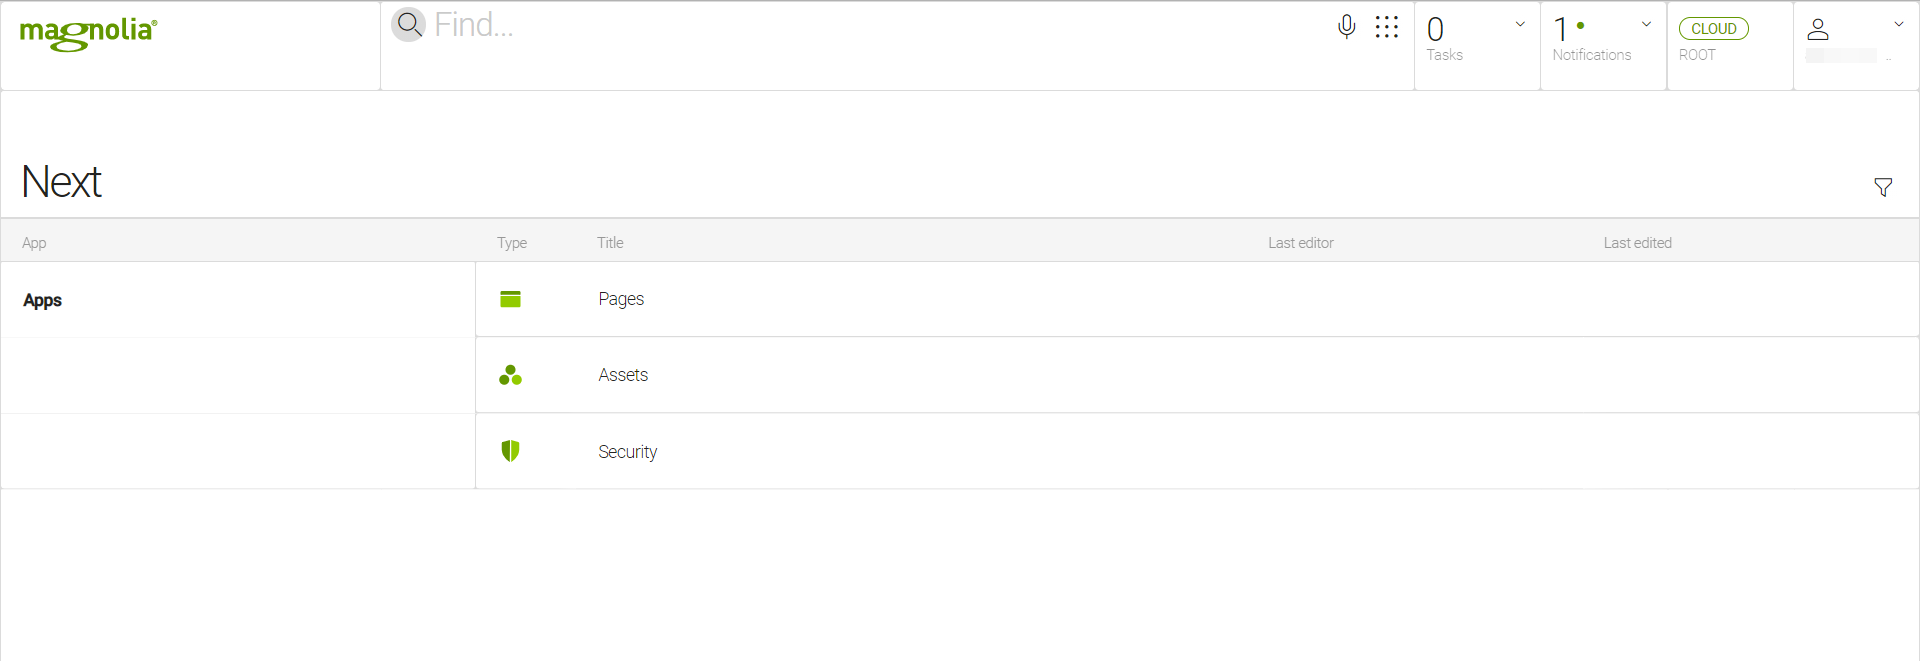 magnolia®
Find...
0
Tasks
1
Notifications
CLOUD
ROOT
..
Next
App Type Title Last editor Last edited
Apps Pages
Assets
Security